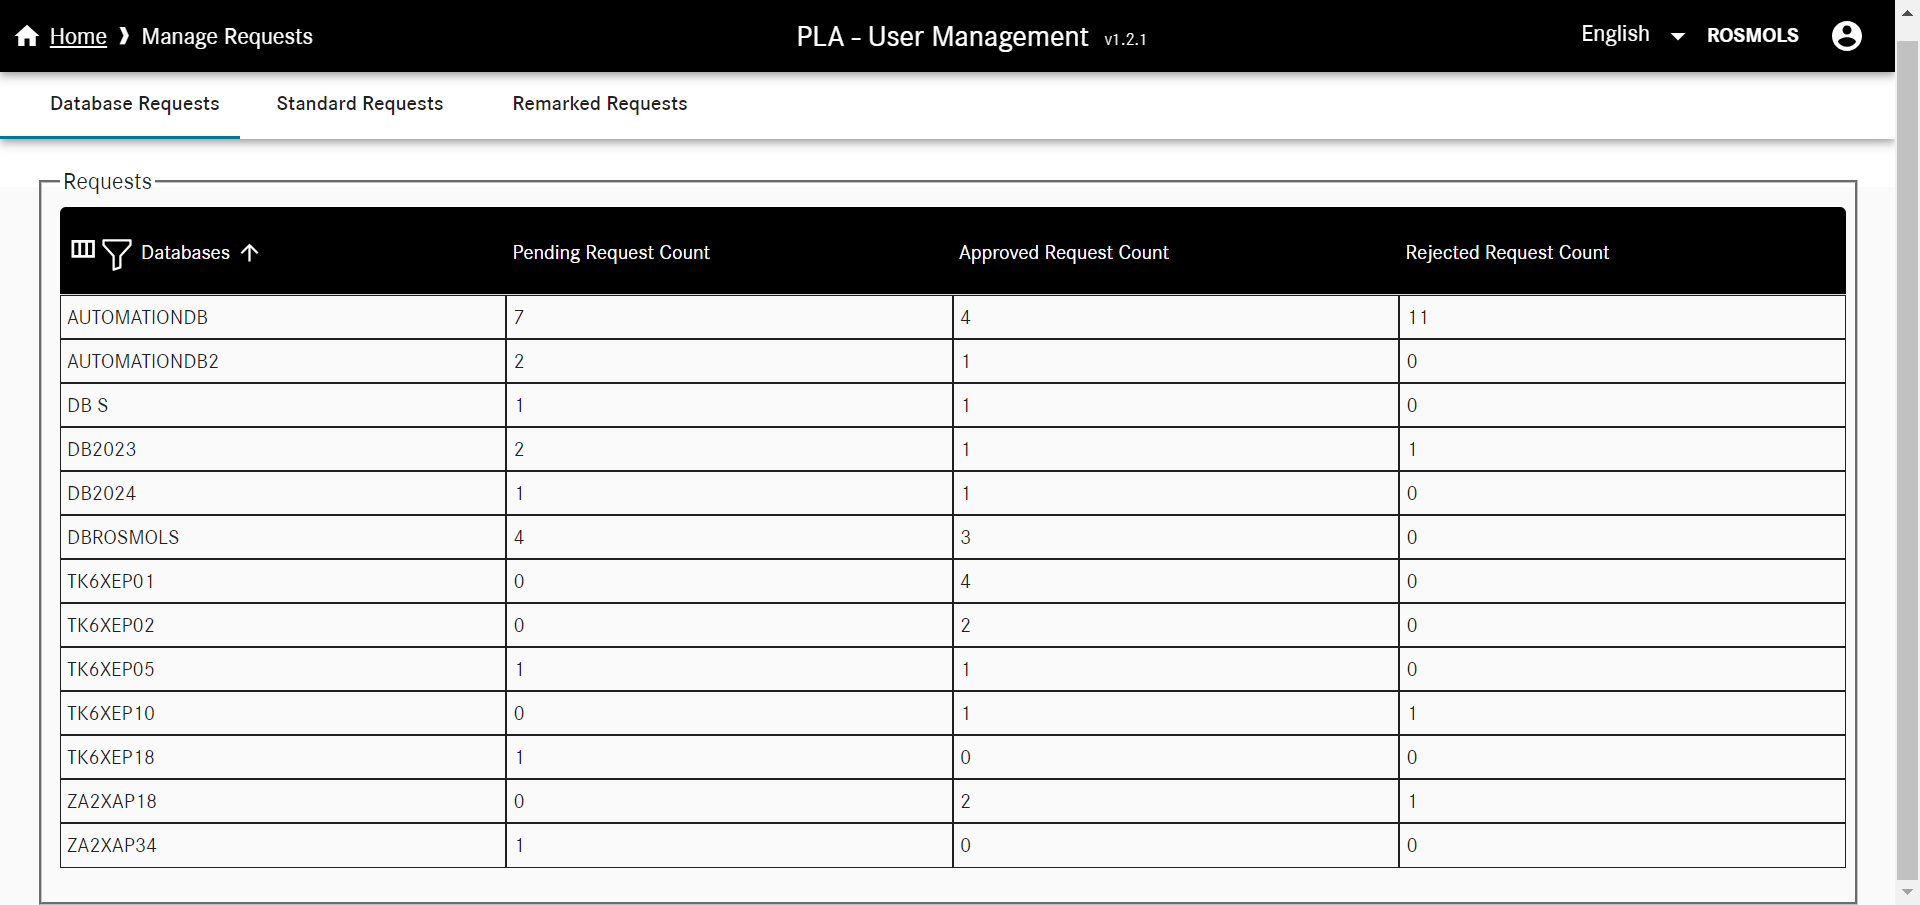 Home ❱ Manage Requests
PLA - User Management v1.2.1
English ROSMOLS
Database Requests Standard Requests Remarked Requests
Requests
Databases Pending Request Count Approved Request Count Rejected Request Count
AUTOMATIONDB 7 4 11
AUTOMATIONDB2 2 1 0
DB S 1 1 0
DB2023 2 1 1
DB2024 1 1 0
DBROSMOLS 4 3 0
TK6XEP01 0 4 0
TK6XEP02 0 2 0
TK6XEP05 1 1 0
TK6XEP10 0 1 1
TK6XEP18 1 0 0
ZA2XAP18 0 2 1
ZA2XAP34 1 0 0